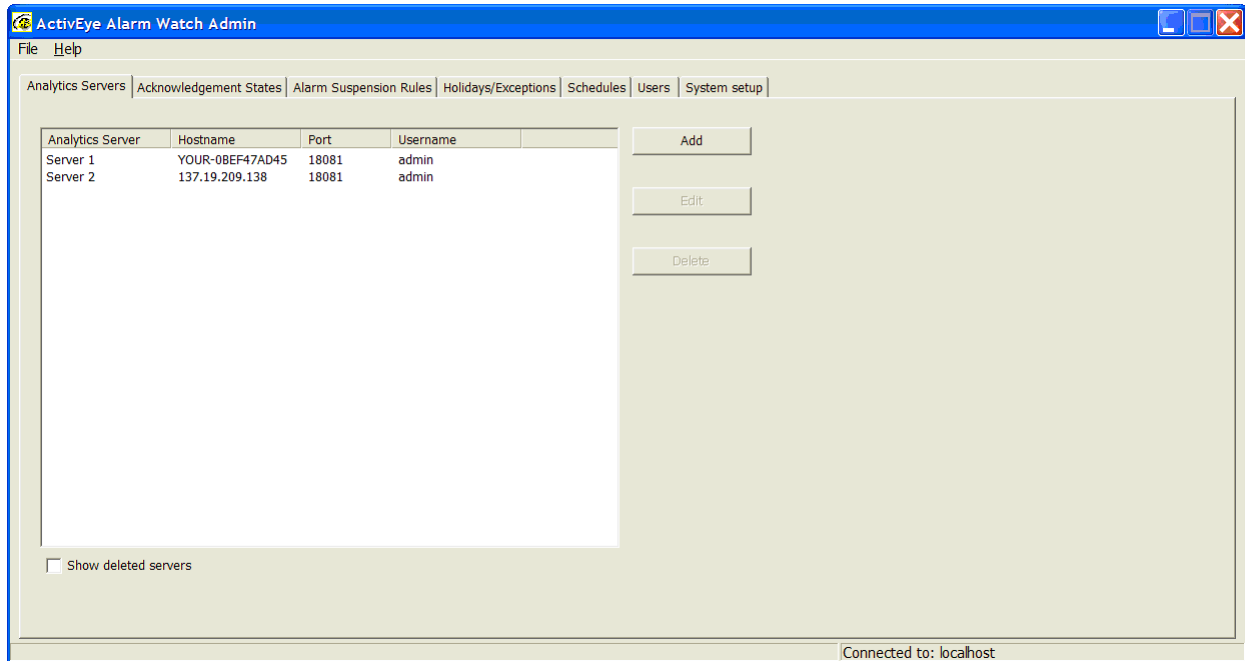 ActivEye Alarm Watch Admin
File Help
Analytics Servers Acknowledgement States Alarm Suspension Rules Holidays/Exceptions Schedules Users System setup
Analytics Server Hostname Port Username
Server 1 YOUR-0BEF47AD45 18081 admin
Server 2 137.19.209.138 18081 admin
Add
Edit
Delete
Show deleted servers
Connected to: localhost